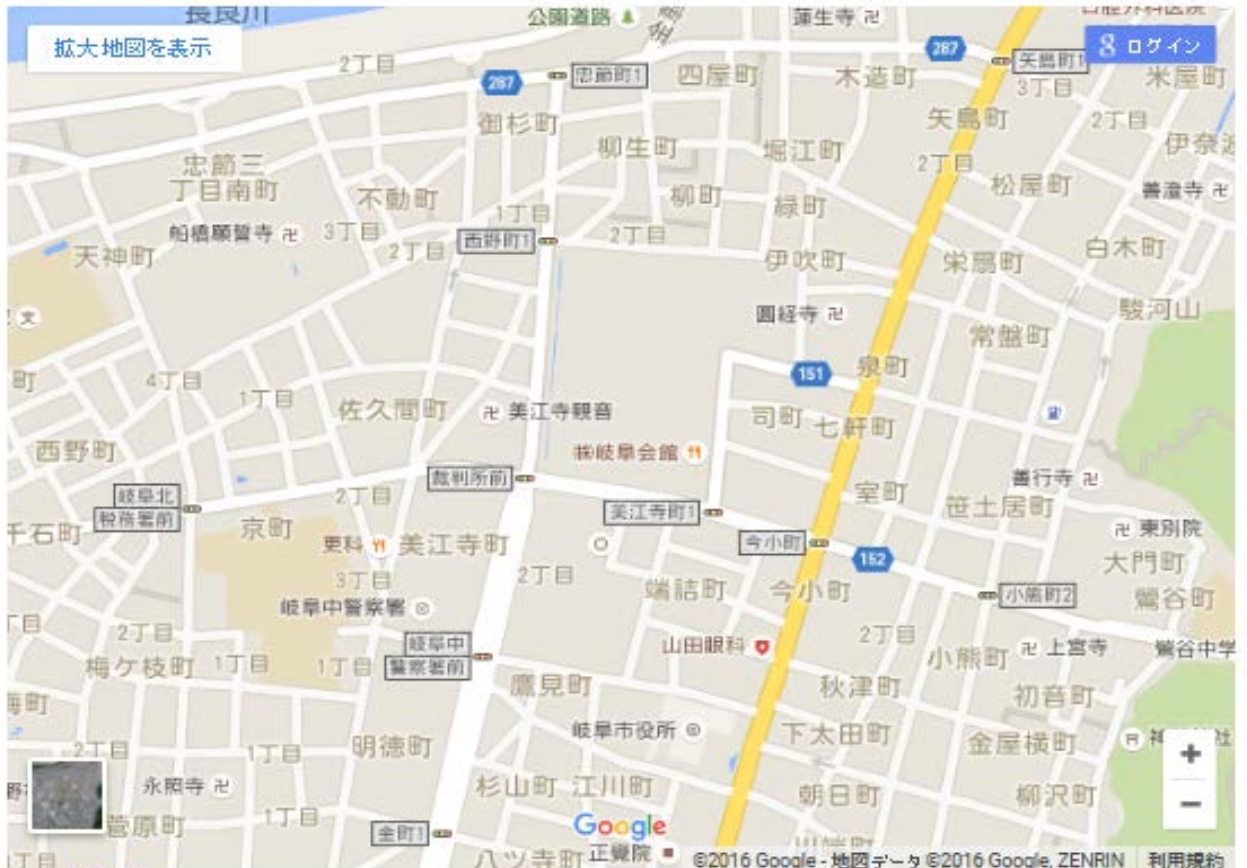 長良川
公園道路
蓮生寺
拡大地図を表示
287
ログイン
2丁目
忠節町1
四屋町
木造町
矢島町1
米屋町
287
3丁目
御杉町
矢島町
2丁目
柳生町
堀江町
忠節三
丁目南町
2丁目
松屋町
不動町
柳町
緑町
善澄寺
1丁目
船橋願誓寺
3丁目
西野町1
2丁目
2丁目
白木町
天神町
伊吹町
栄扇町
圓経寺
駿河山
文
常盤町
151
泉町
町
4丁目
1丁目
佐久間町
美江寺観音
司町
七軒町
西野町
㈱岐阜会館
裁判所前
善行寺
岐阜北
税務署前
2丁目
室町
笹土居町
美江寺町1
千石町
京町
更科
美江寺町
今小町
東別院
152
大門町
2丁目
3丁目
端詰町
今小町
小熊町2
鶯谷町
岐阜中警察署
丁目
2丁目
岐阜中
警察署前
2丁目
山田眼科
上宮寺
鶯谷中学
梅ケ枝町
1丁目
1丁目
小熊町
鷹見町
秋津町
初音町
梅町
岐阜市役所
下太田町
2丁目
1丁目
明徳町
金屋横町
永照寺
杉山町
江川町
朝日町
柳沢町
菅原町
1丁目
金町1
Google
八ツ寺町
正覚院
©2016 Google - 地図データ ©2016 Google, ZENRIN
利用規約